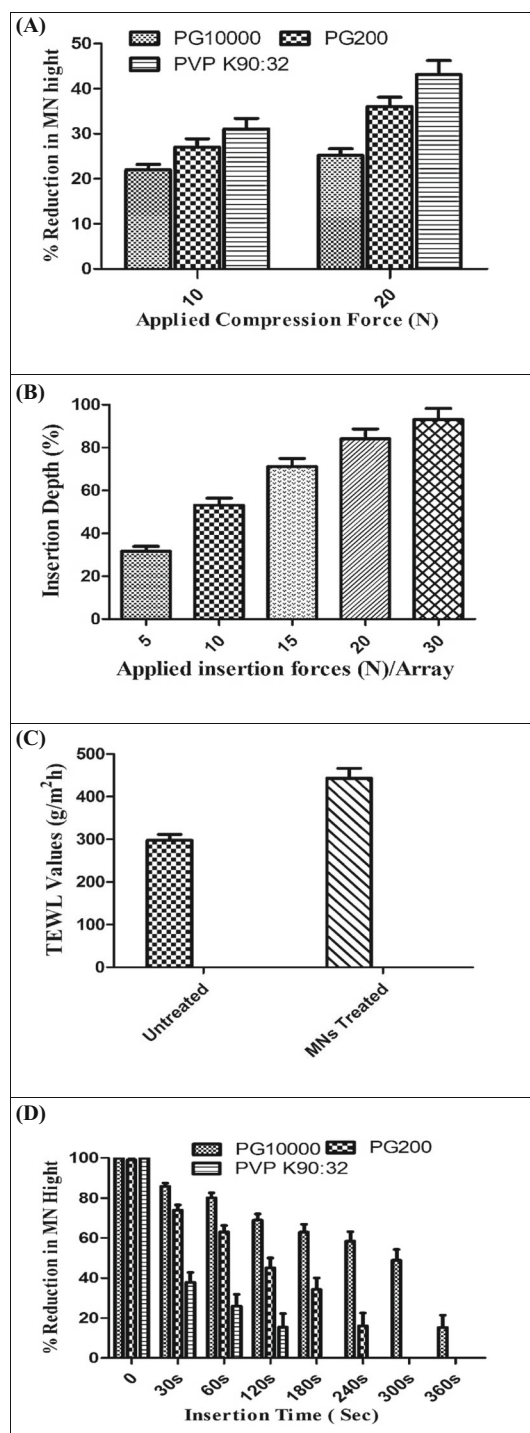 (A)
PG10000 PG200
PVP K90:32
% Reduction in MN hight
50
40
30
20
10
0
10 20
Applied Compression Force (N)
(B)
Insertion Depth (%)
100
80
60
40
20
0
5 10 15 20 30
Applied insertion forces (N)/Array
(C)
TEWL Values (g/m²h)
500
400
300
200
100
0
Untreated MNs Treated
(D)
PG10000 PG200
PVP K90:32
% Reduction in MN Hight
100
80
60
40
20
0
0 30s 60s 120s 180s 240s 300s 360s
Insertion Time ( Sec)